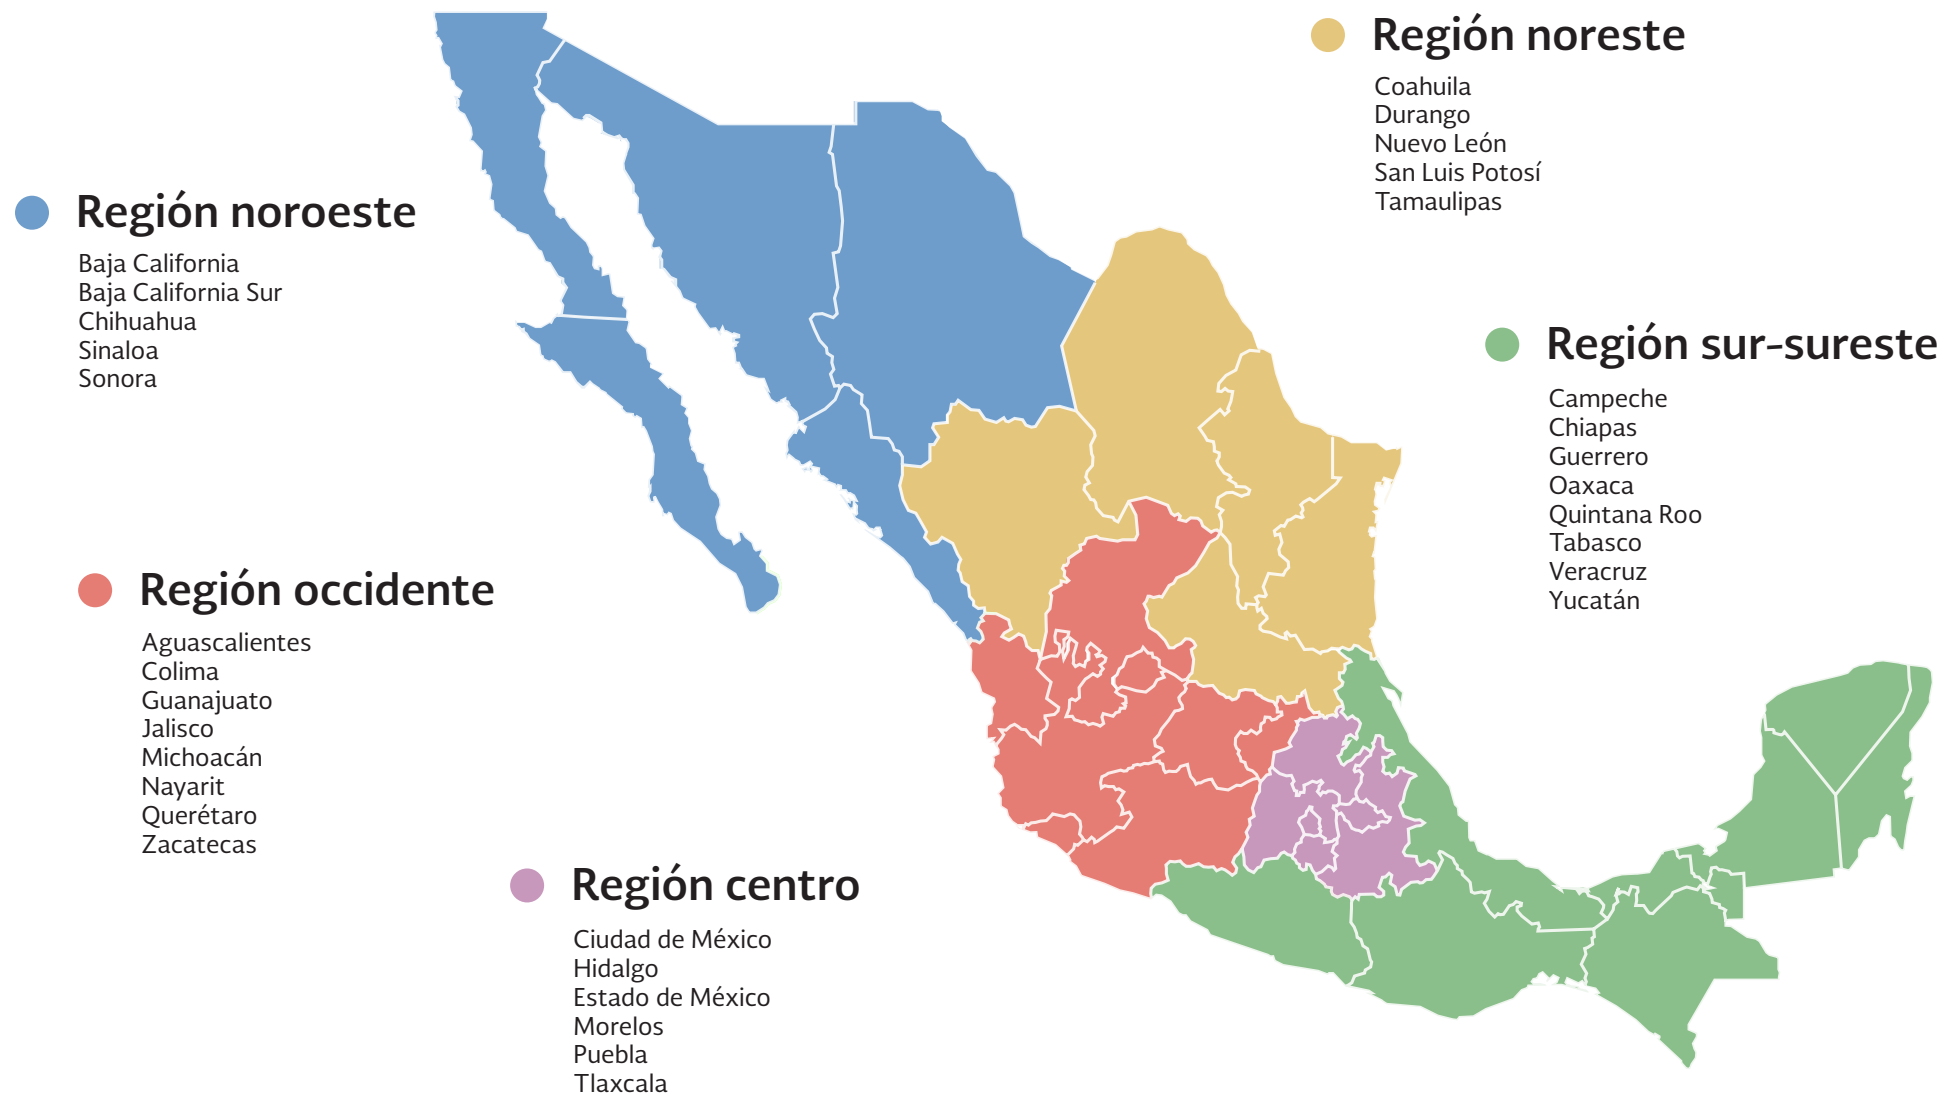 Región noroeste
Baja California
Baja California Sur
Chihuahua
Sinaloa
Sonora
Región noreste
Coahuila
Durango
Nuevo León
San Luis Potosí
Tamaulipas
Región sur-sureste
Campeche
Chiapas
Guerrero
Oaxaca
Quintana Roo
Tabasco
Veracruz
Yucatán
Región occidente
Aguascalientes
Colima
Guanajuato
Jalisco
Michoacán
Nayarit
Querétaro
Zacatecas
Región centro
Ciudad de México
Hidalgo
Estado de México
Morelos
Puebla
Tlaxcala